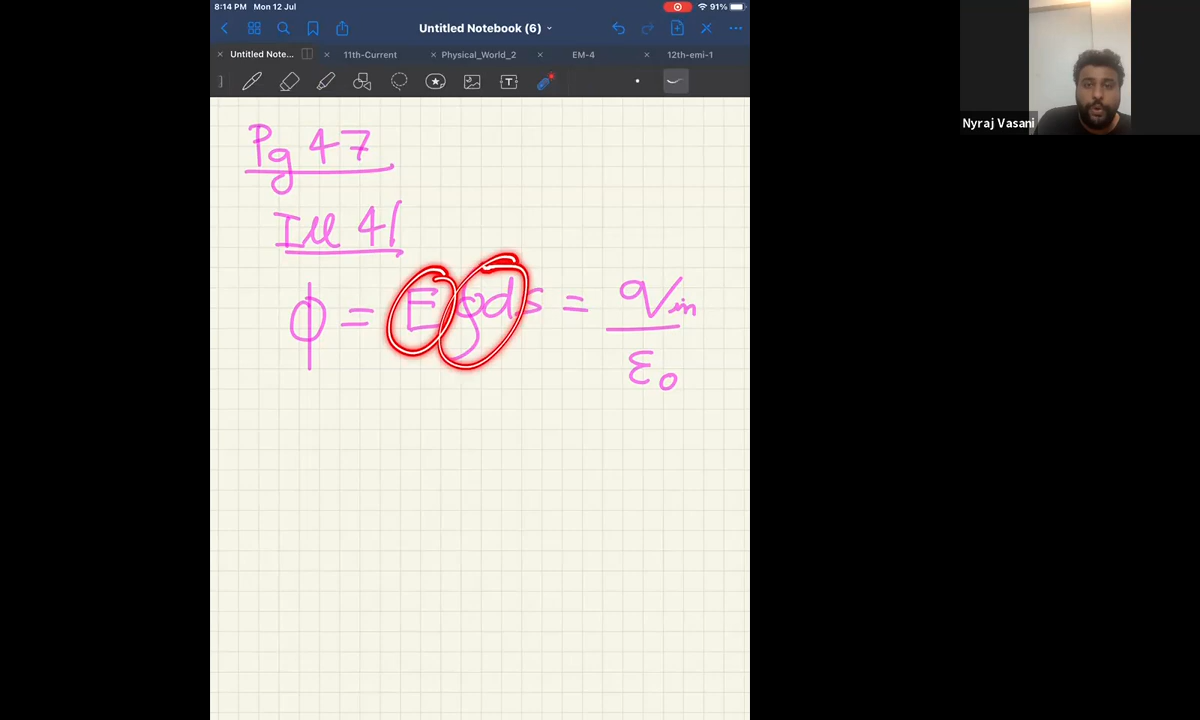 8:14 PM Mon 12 Jul
91%
Untitled Notebook (6)
Untitled Note...
11th-Current
Physical_World_2
EM-4
12th-emi-1
T
Nyraj Vasani
Pg 47
Ill 41
ϕ = E ∮ds = qin / ε0